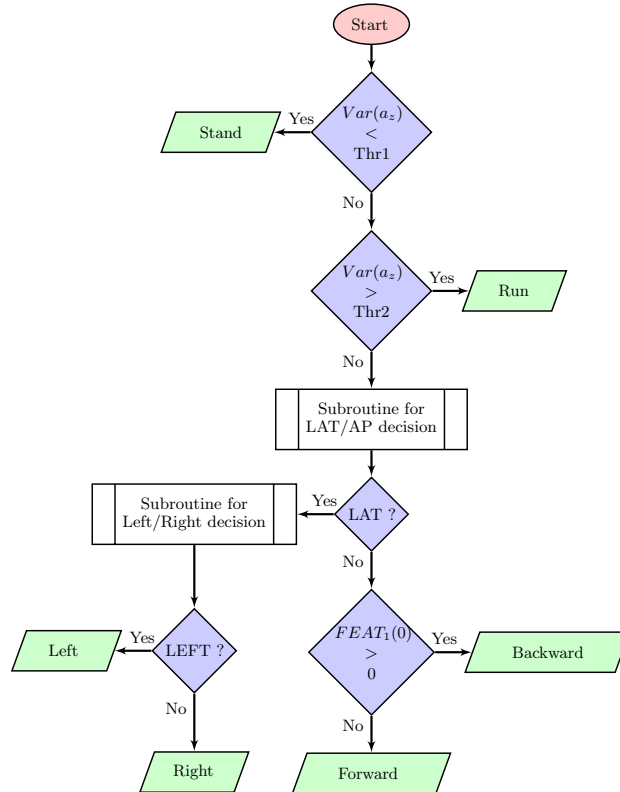 Start
$Var(a_z)$
<
Thr1
Yes
Stand
No
$Var(a_z)$
>
Thr2
Yes
Run
No
Subroutine for
LAT/AP decision
LAT ?
Yes
Subroutine for
Left/Right decision
No
LEFT ?
Yes
Left
No
Right
$FEAT_1(0)$
>
0
Yes
Backward
No
Forward